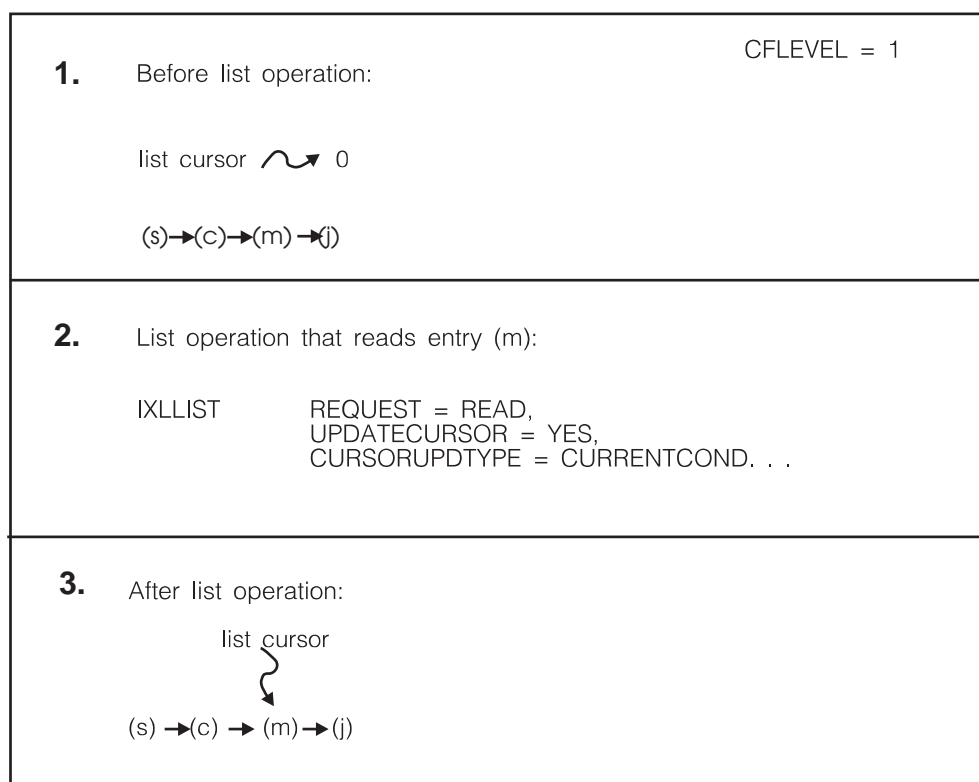 CFLEVEL = 1
1. Before list operation:
list cursor 0
(s) (c) (m) (j)
2. List operation that reads entry (m):
IXLLIST REQUEST = READ,
UPDATECURSOR = YES,
CURSORUPDTYPE = CURRENTCOND. . .
3. After list operation:
list cursor
(s) (c) (m) (j)